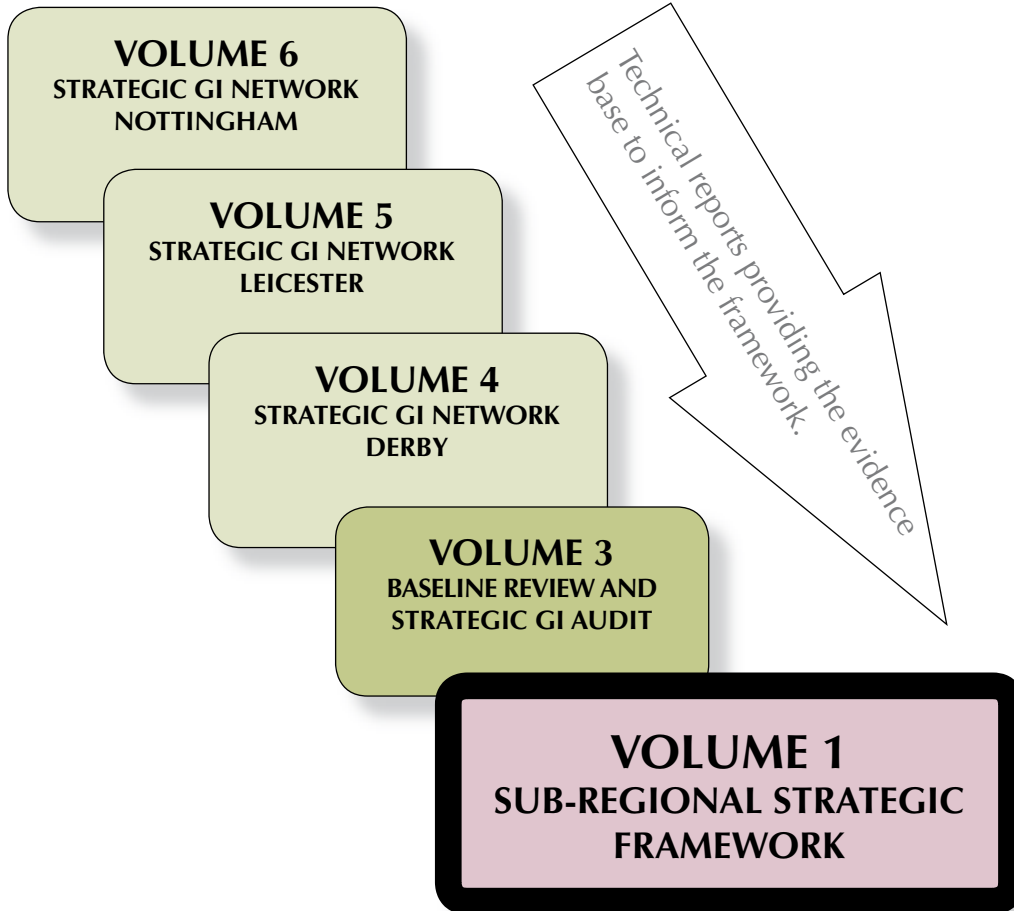 VOLUME 6
STRATEGIC GI NETWORK
NOTTINGHAM
Technical reports providing the evidence
base to inform the framework.
VOLUME 5
STRATEGIC GI NETWORK
LEICESTER
VOLUME 4
STRATEGIC GI NETWORK
DERBY
VOLUME 3
BASELINE REVIEW AND
STRATEGIC GI AUDIT
VOLUME 1
SUB-REGIONAL STRATEGIC
FRAMEWORK